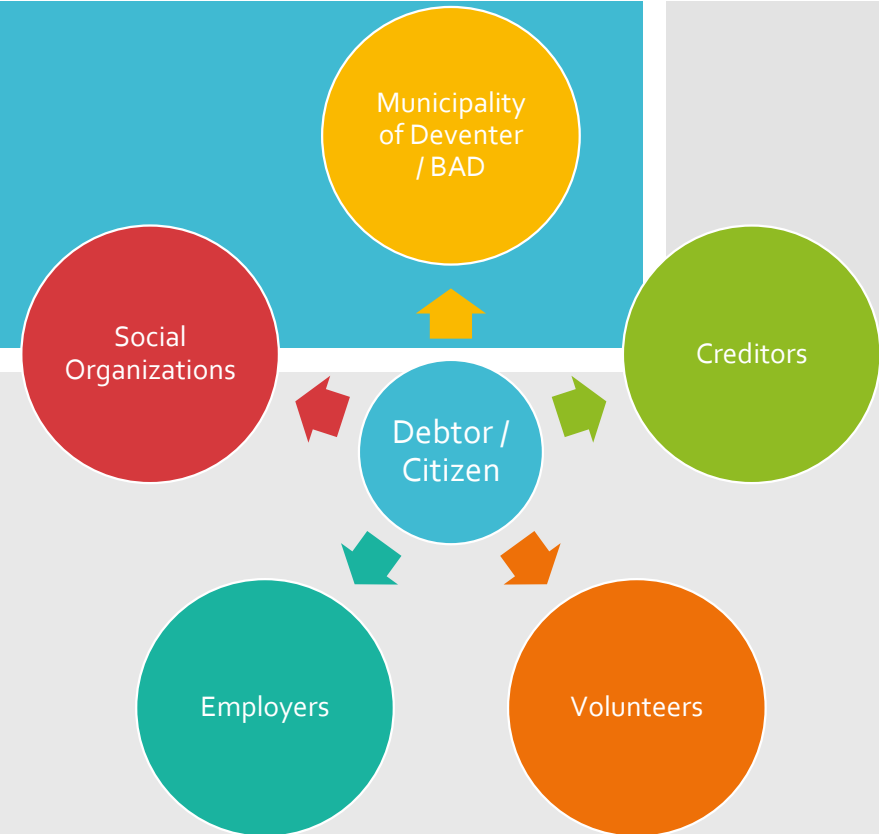 Municipality
of Deventer
/ BAD
Social
Organizations
Creditors
Debtor /
Citizen
Employers
Volunteers